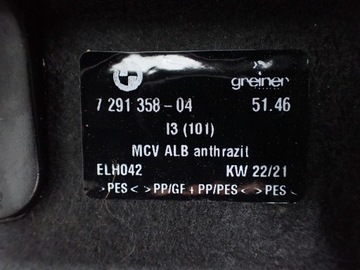 greiner
7 291 358-04 51.46
I3 (101)
MCV ALB anthrazit
ELH042 KW 22/21
>PES< >PP/GF + PP/PES< >PES<